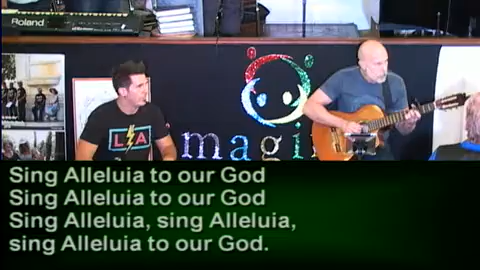 Roland
LA
magi
Sing Alleluia to our God
Sing Alleluia to our God
Sing Alleluia, sing Alleluia,
sing Alleluia to our God.